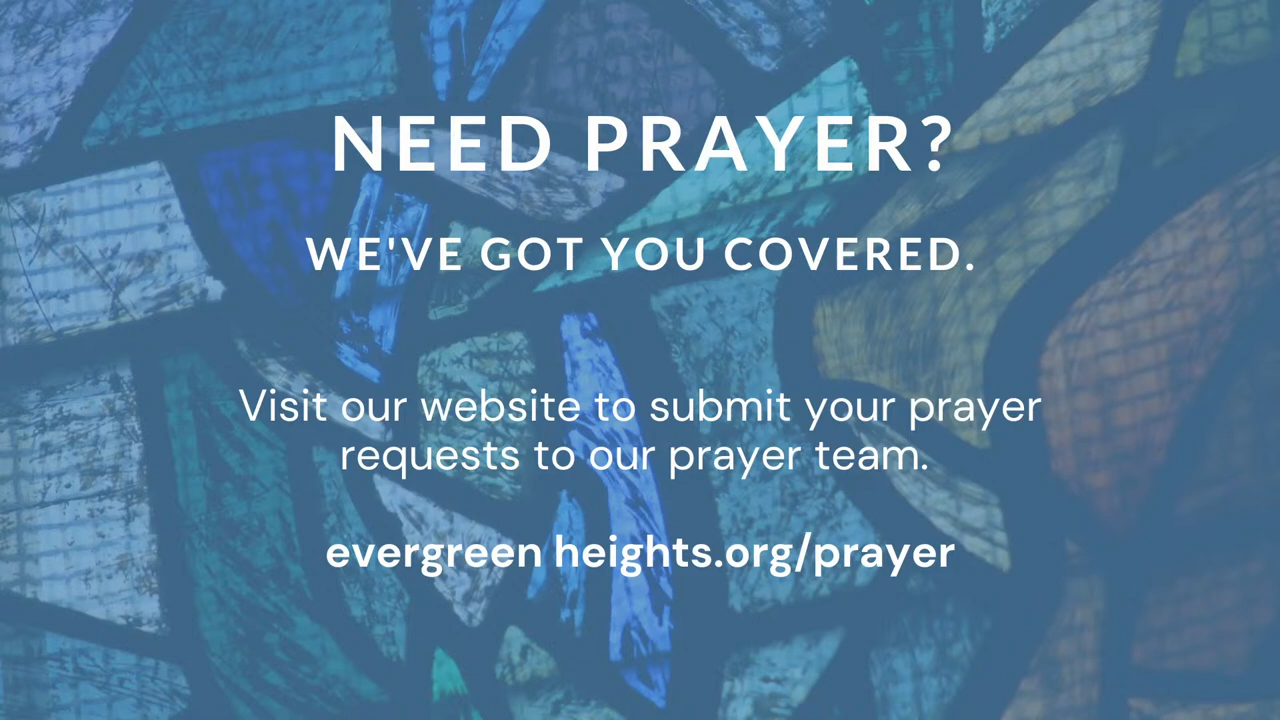 NEED PRAYER?
WE'VE GOT YOU COVERED.
Visit our website to submit your prayer
requests to our prayer team.
evergreen heights.org/prayer